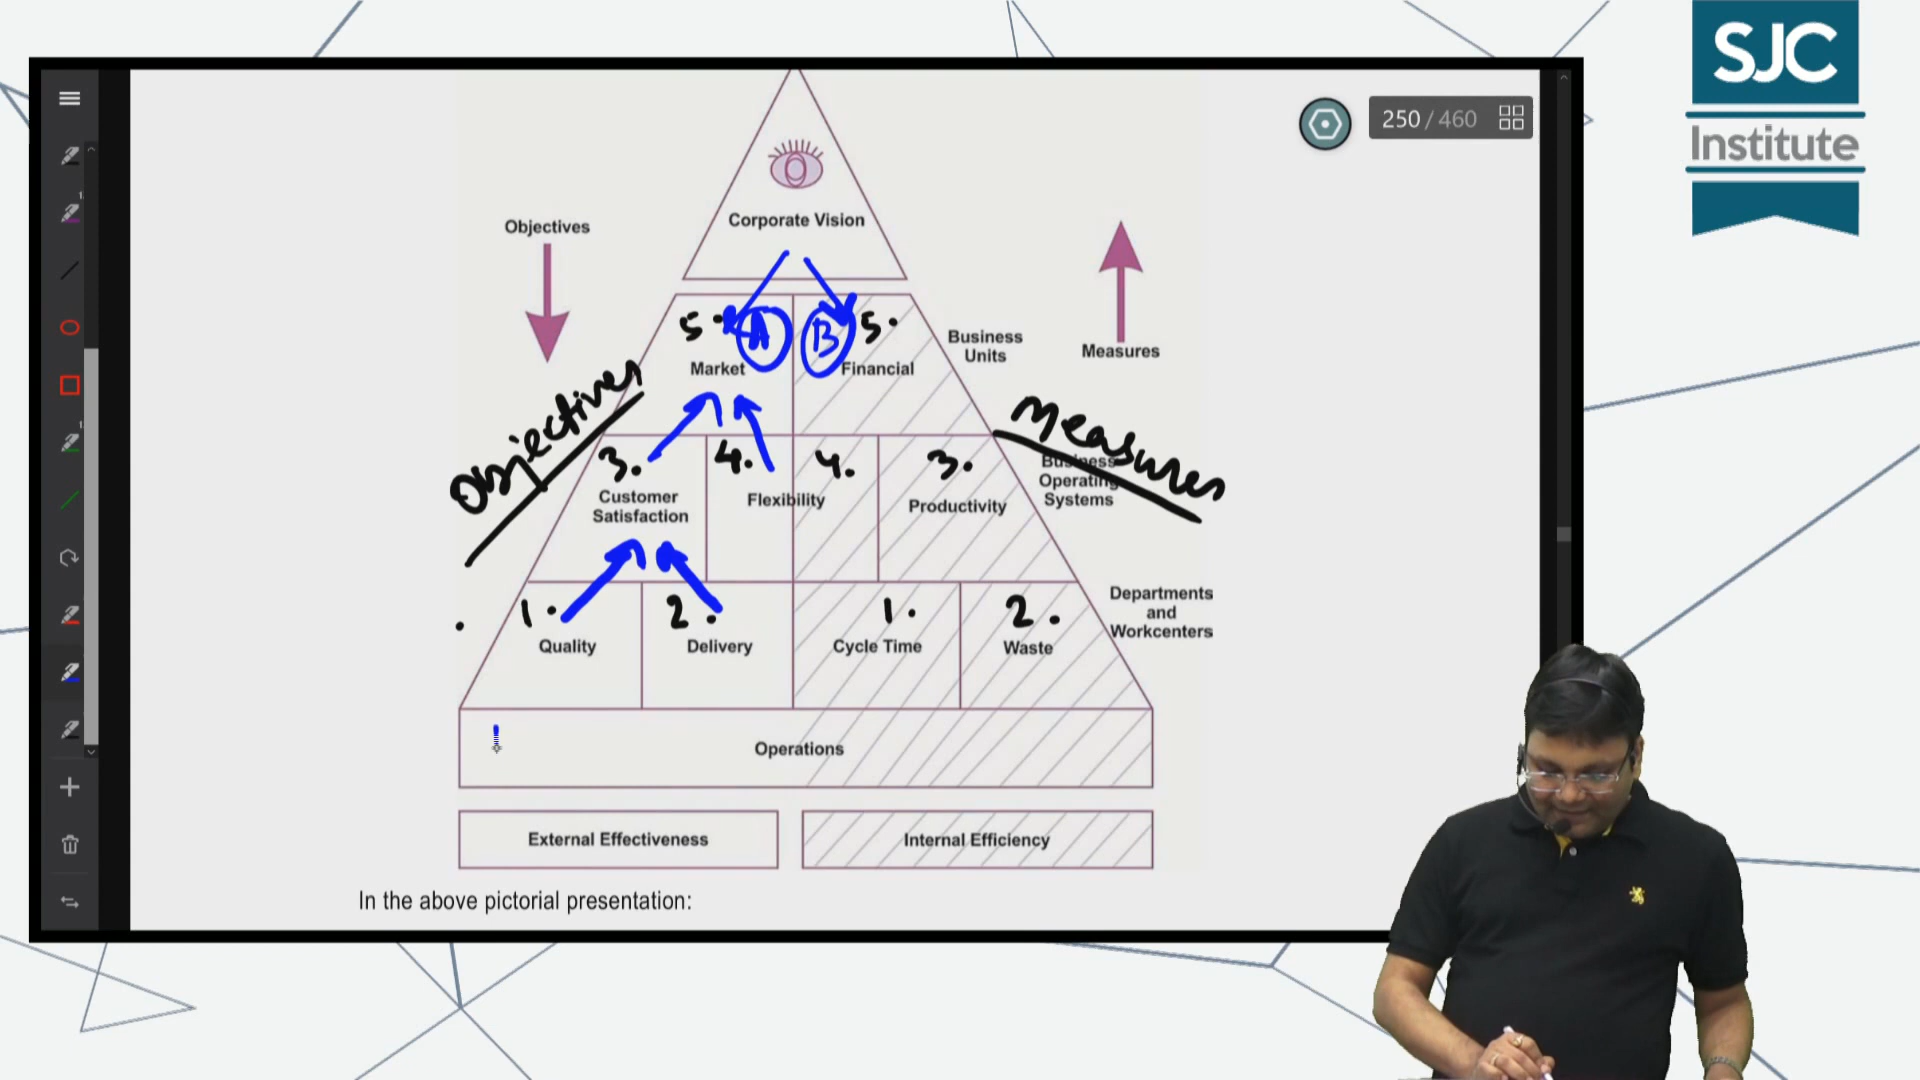 SJC
Institute
250 / 460
Corporate Vision
Objectives
Measures
5. A B 5.
Market
Financial
Business
Units
Objectives
Measures
3. 4. 4. 3.
Customer
Satisfaction
Flexibility
Productivity
Business
Operating
Systems
1. 2. 1. 2.
Quality
Delivery
Cycle Time
Waste
Departments
and
Workcenters
Operations
External Effectiveness
Internal Efficiency
In the above pictorial presentation: